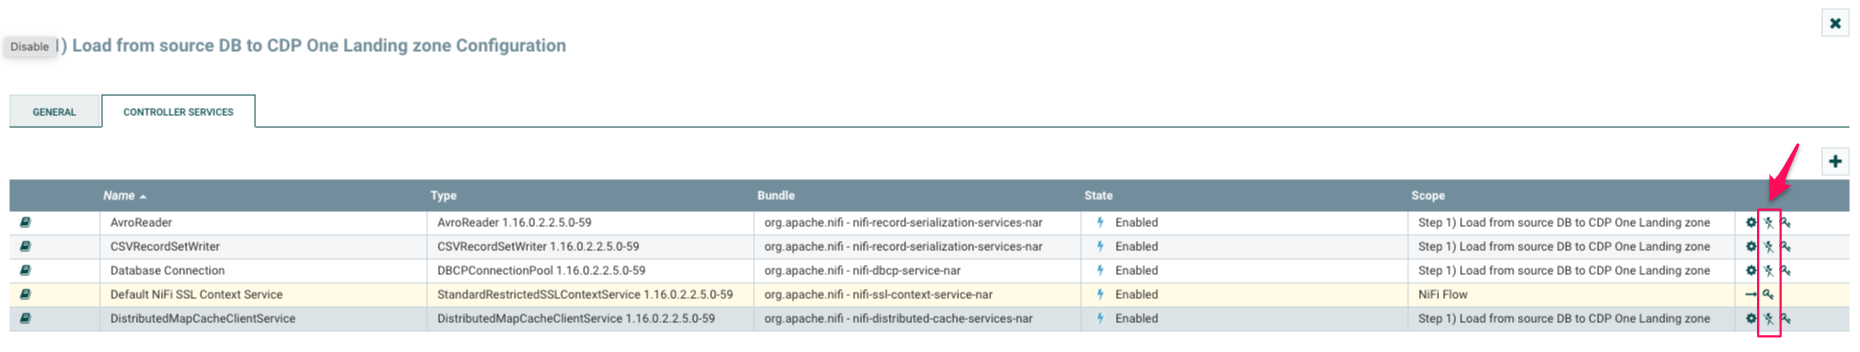 Disable
1) Load from source DB to CDP One Landing zone Configuration
GENERAL CONTROLLER SERVICES
Name Type Bundle State Scope
AvroReader AvroReader 1.16.0.2.2.5.0-59 org.apache.nifi - nifi-record-serialization-services-nar Enabled Step 1) Load from source DB to CDP One Landing zone
CSVRecordSetWriter CSVRecordSetWriter 1.16.0.2.2.5.0-59 org.apache.nifi - nifi-record-serialization-services-nar Enabled Step 1) Load from source DB to CDP One Landing zone
Database Connection DBCPConnectionPool 1.16.0.2.2.5.0-59 org.apache.nifi - nifi-dbcp-service-nar Enabled Step 1) Load from source DB to CDP One Landing zone
Default NiFi SSL Context Service StandardRestrictedSSLContextService 1.16.0.2.2.5.0-59 org.apache.nifi - nifi-ssl-context-service-nar Enabled NiFi Flow
DistributedMapCacheClientService DistributedMapCacheClientService 1.16.0.2.2.5.0-59 org.apache.nifi - nifi-distributed-cache-services-nar Enabled Step 1) Load from source DB to CDP One Landing zone